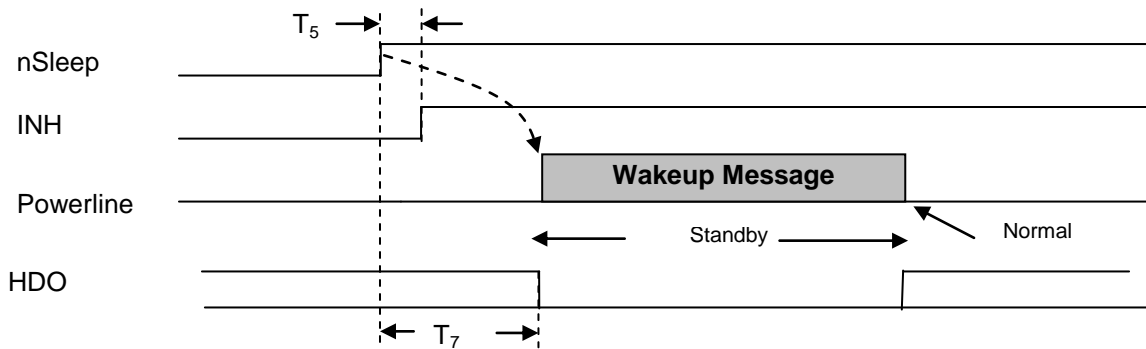 T5
nSleep
INH
Wakeup Message
Powerline
Standby
Normal
HDO
T7